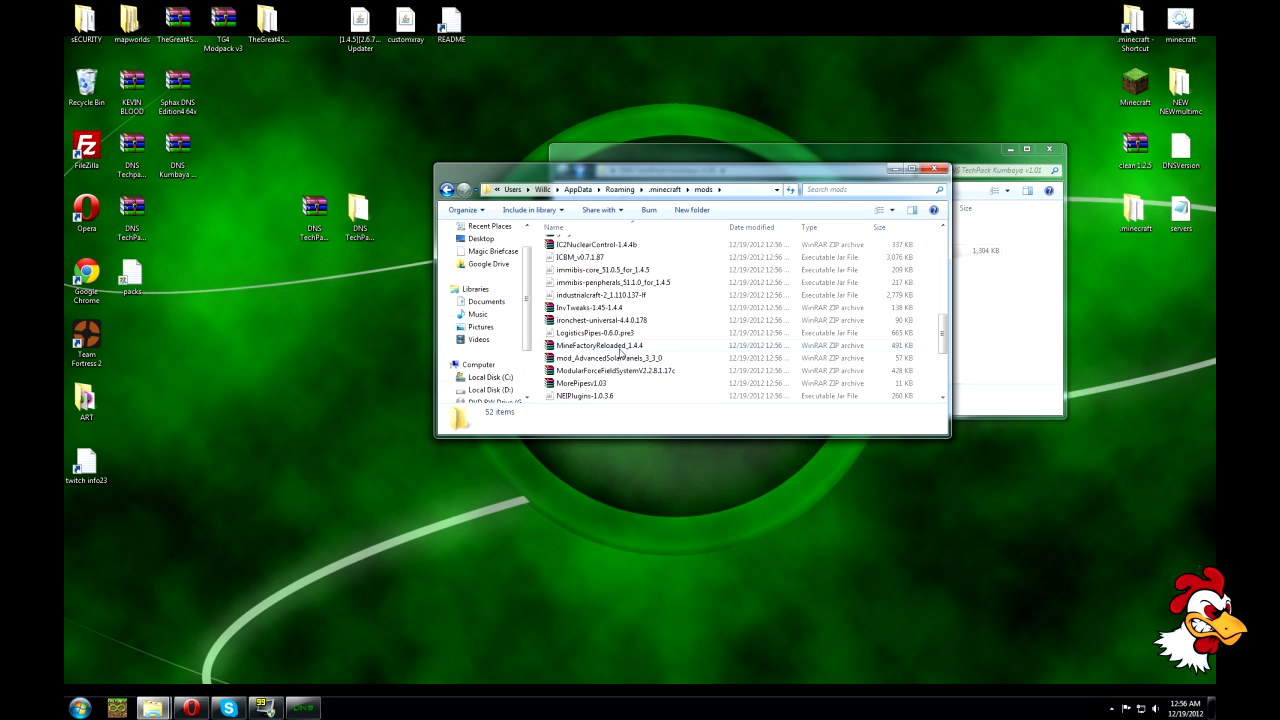 sECURITY
mapworlds
TheGreat4S...
TG4
Modpack v3
TheGreat4S...
[1.4.5][2.6.7...
Updater
customxray
README
.minecraft -
Shortcut
minecraft
Recycle Bin
KEVIN
BLOOD
Sphax DNS
Edition4 64x
Minecraft
NEW
NEWmultimc
FileZilla
DNS
Techpa...
DNS
Kumbaya ...
clean 1.2.5
DNSVersion
Opera
DNS
TechPa...
DNS
TechPa...
DNS
TechPa...
.minecraft
servers
Google
Chrome
packs
Team
Fortress 2
ART
twitch info23
DNS TechPack Kumbaya v1.01
Size
1,304 KB
« Users Willc AppData Roaming .minecraft mods
Search mods
Organize Include in library Share with Burn New folder
Recent Places
Desktop
Magic Briefcase
Google Drive
Libraries
Documents
Music
Pictures
Videos
Computer
Local Disk (C:)
Local Disk (D:)
DVD RW Drive (G
Name Date modified Type Size
IC2NuclearControl-1.4.4b 12/19/2012 12:56 ... WinRAR ZIP archive 337 KB
ICBM_v0.7.1.87 12/19/2012 12:56 ... Executable Jar File 3,076 KB
immibis-core_51.0.5_for_1.4.5 12/19/2012 12:56 ... Executable Jar File 209 KB
immibis-peripherals_51.1.0_for_1.4.5 12/19/2012 12:56 ... Executable Jar File 217 KB
industrialcraft-2_1.110.137-lf 12/19/2012 12:56 ... Executable Jar File 2,779 KB
InvTweaks-1.45-1.4.4 12/19/2012 12:56 ... WinRAR ZIP archive 138 KB
ironchest-universal-4.4.0.178 12/19/2012 12:56 ... WinRAR ZIP archive 90 KB
LogisticsPipes-0.6.0.pre3 12/19/2012 12:56 ... Executable Jar File 665 KB
MineFactoryReloaded_1.4.4 12/19/2012 12:56 ... WinRAR ZIP archive 491 KB
mod_AdvancedSolarPanels_3_3_0 12/19/2012 12:56 ... WinRAR ZIP archive 57 KB
ModularForceFieldSystemV2.2.8.1.17c 12/19/2012 12:56 ... WinRAR ZIP archive 428 KB
MorePipesv1.03 12/19/2012 12:56 ... WinRAR ZIP archive 11 KB
NEIPlugins-1.0.3.6 12/19/2012 12:56 ... Executable Jar File 260 KB
52 items
99
DNS
12:56 AM
12/19/2012